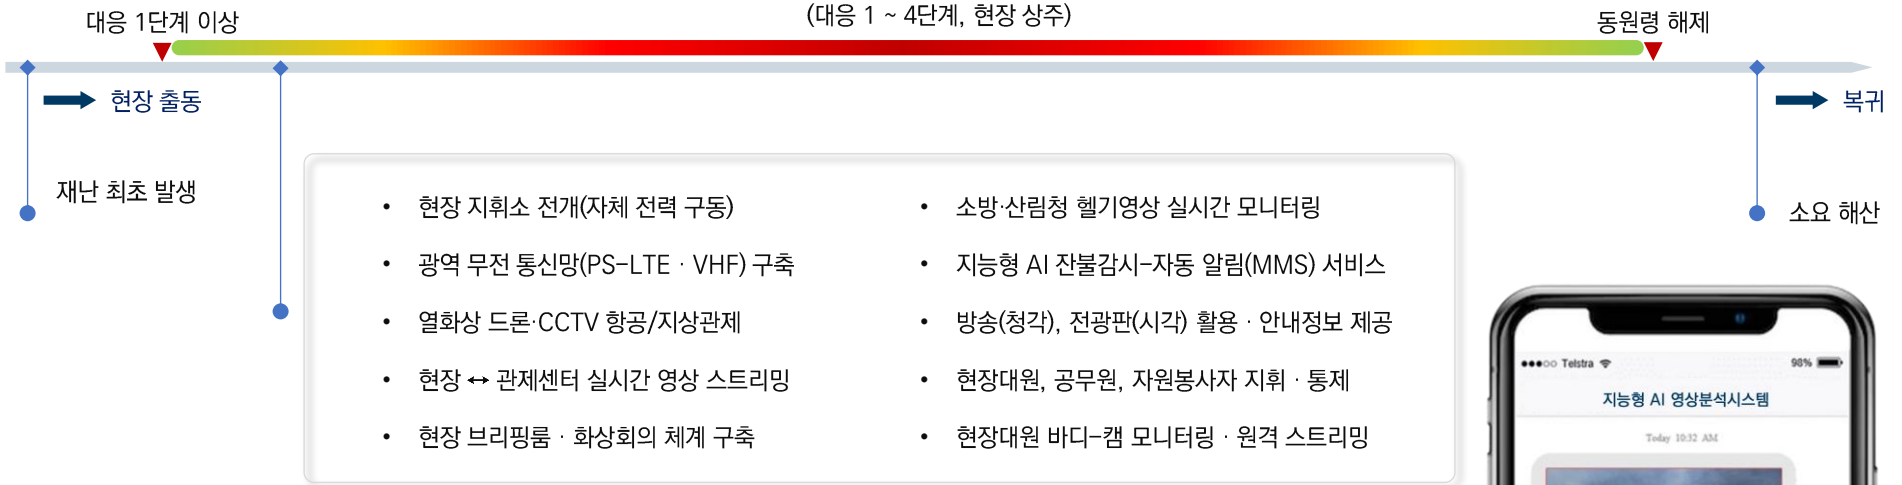 대응 1단계 이상
(대응 1 ~ 4단계, 현장 상주)
동원령 해제
현장 출동
복귀
재난 최초 발생
소요 해산
• 현장 지휘소 전개(자체 전력 구동)
• 광역 무전 통신망(PS-LTE · VHF) 구축
• 열화상 드론·CCTV 항공/지상관제
• 현장 ↔ 관제센터 실시간 영상 스트리밍
• 현장 브리핑룸 · 화상회의 체계 구축
• 소방·산림청 헬기영상 실시간 모니터링
• 지능형 AI 잔불감시-자동 알림(MMS) 서비스
• 방송(청각), 전광판(시각) 활용 · 안내정보 제공
• 현장대원, 공무원, 자원봉사자 지휘 · 통제
• 현장대원 바디-캠 모니터링 · 원격 스트리밍
Telstra 98%
지능형 AI 영상분석시스템
Today 10:32 AM